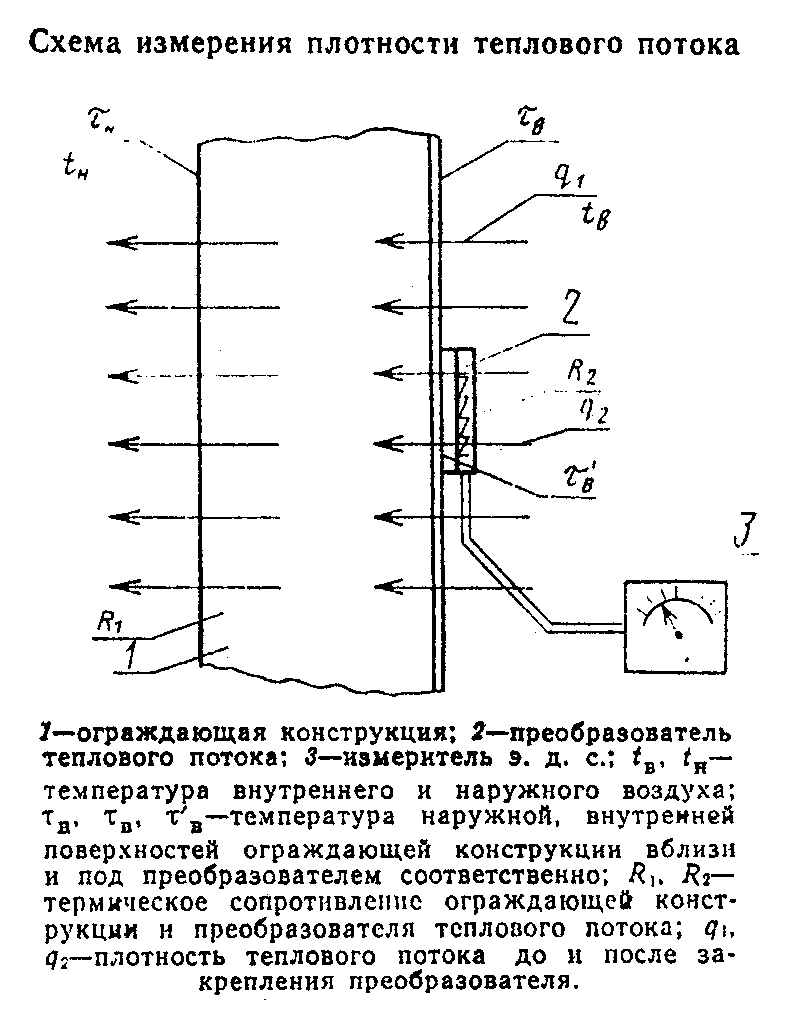 Схема измерения плотности теплового потока
τн
τв
tн
q1
tв
2
R2
q2
τ'в
3
R1
1
1—ограждающая конструкция; 2—преобразователь
теплового потока; 3—измеритель э. д. с.; tв, tн—
температура внутреннего и наружного воздуха;
τн, τв, τ'в—температура наружной, внутренней
поверхностей ограждающей конструкции вблизи
и под преобразователем соответственно; R1, R2—
термическое сопротивление ограждающей конст-
рукции и преобразователя теплового потока; q1,
q2—плотность теплового потока до и после за-
крепления преобразователя.